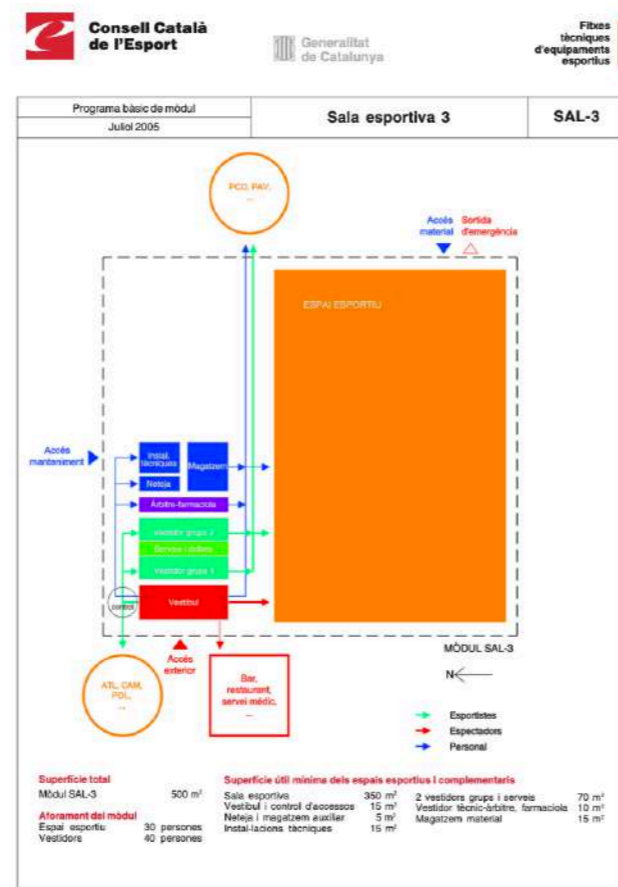 Consell Català
de l'Esport
Generalitat
de Catalunya
Fitxes
tècniques
d'equipaments
esportius
Programa bàsic de mòdul
Juliol 2005
Sala esportiva 3
SAL-3
PCO, PAV,
...
Accés
material
Sortida
d'emergència
ESPAI ESPORTIU
Accés
manteniment
Instal.
tècniques
Magatzem
Neteja
Àrbitre-farmaciola
Vestidor grups 2
Serveis i dutxes
Vestidor grups 1
control
Vestíbul
MÒDUL SAL-3
Accés
exterior
N
ATL, CAM,
PDL,
...
Bar,
restaurant,
servei mèdic,
...
Esportistes
Espectadors
Personal
Superfície total
Mòdul SAL-3 500 m²
Aforament del mòdul
Espai esportiu 30 persones
Vestidors 40 persones
Superfície útil mínima dels espais esportius i complementaris
Sala esportiva 350 m²
Vestíbul i control d'accessos 15 m²
Neteja i magatzem auxiliar 5 m²
Instal·lacions tècniques 15 m²
2 vestidors grups i serveis 70 m²
Vestidor tècnic-àrbitre, farmaciola 10 m²
Magatzem material 15 m²